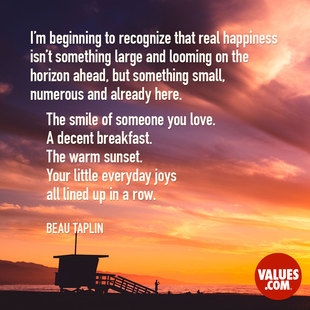 I'm beginning to recognize that real happiness
isn't something large and looming on the
horizon ahead, but something small,
numerous and already here.
The smile of someone you love.
A decent breakfast.
The warm sunset.
Your little everyday joys
all lined up in a row.
BEAU TAPLIN
VALUES
.COM